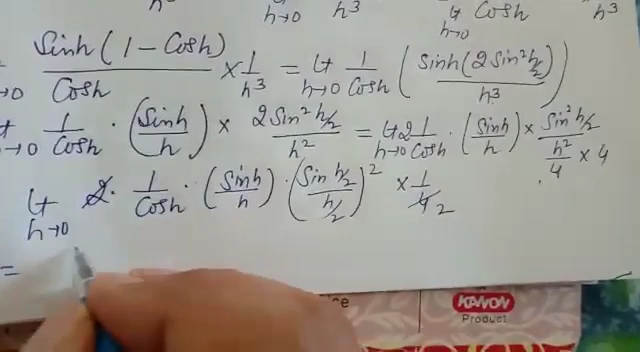 h→0 h³ Lt h→0 Cosh h³
→0 Sinh(1-Cosh)/Cosh × 1/h³ = Lt h→0 1/Cosh (Sinh(2Sin²h/2)/h³)
t →0 1/Cosh · (Sinh/h) × 2Sin²h/2/h² = Lt h→0 2 1/Cosh · (Sinh/h) × Sin²h/2/(h²/4 × 4)
Lt h→0 2 · 1/Cosh · (Sinh/h) · (Sin h/2/h/2)² × 1/4 2
=
KANON
Product